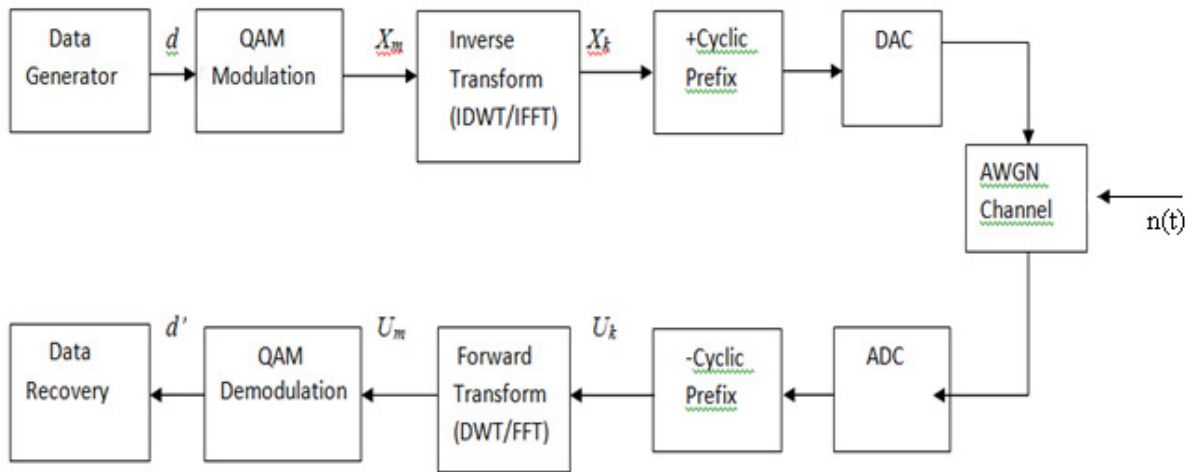 Data
Generator
d
QAM
Modulation
Xm
Inverse
Transform
(IDWT/IFFT)
Xk
+Cyclic
Prefix
DAC
AWGN
Channel
n(t)
Data
Recovery
d'
QAM
Demodulation
Um
Forward
Transform
(DWT/FFT)
Uk
-Cyclic
Prefix
ADC